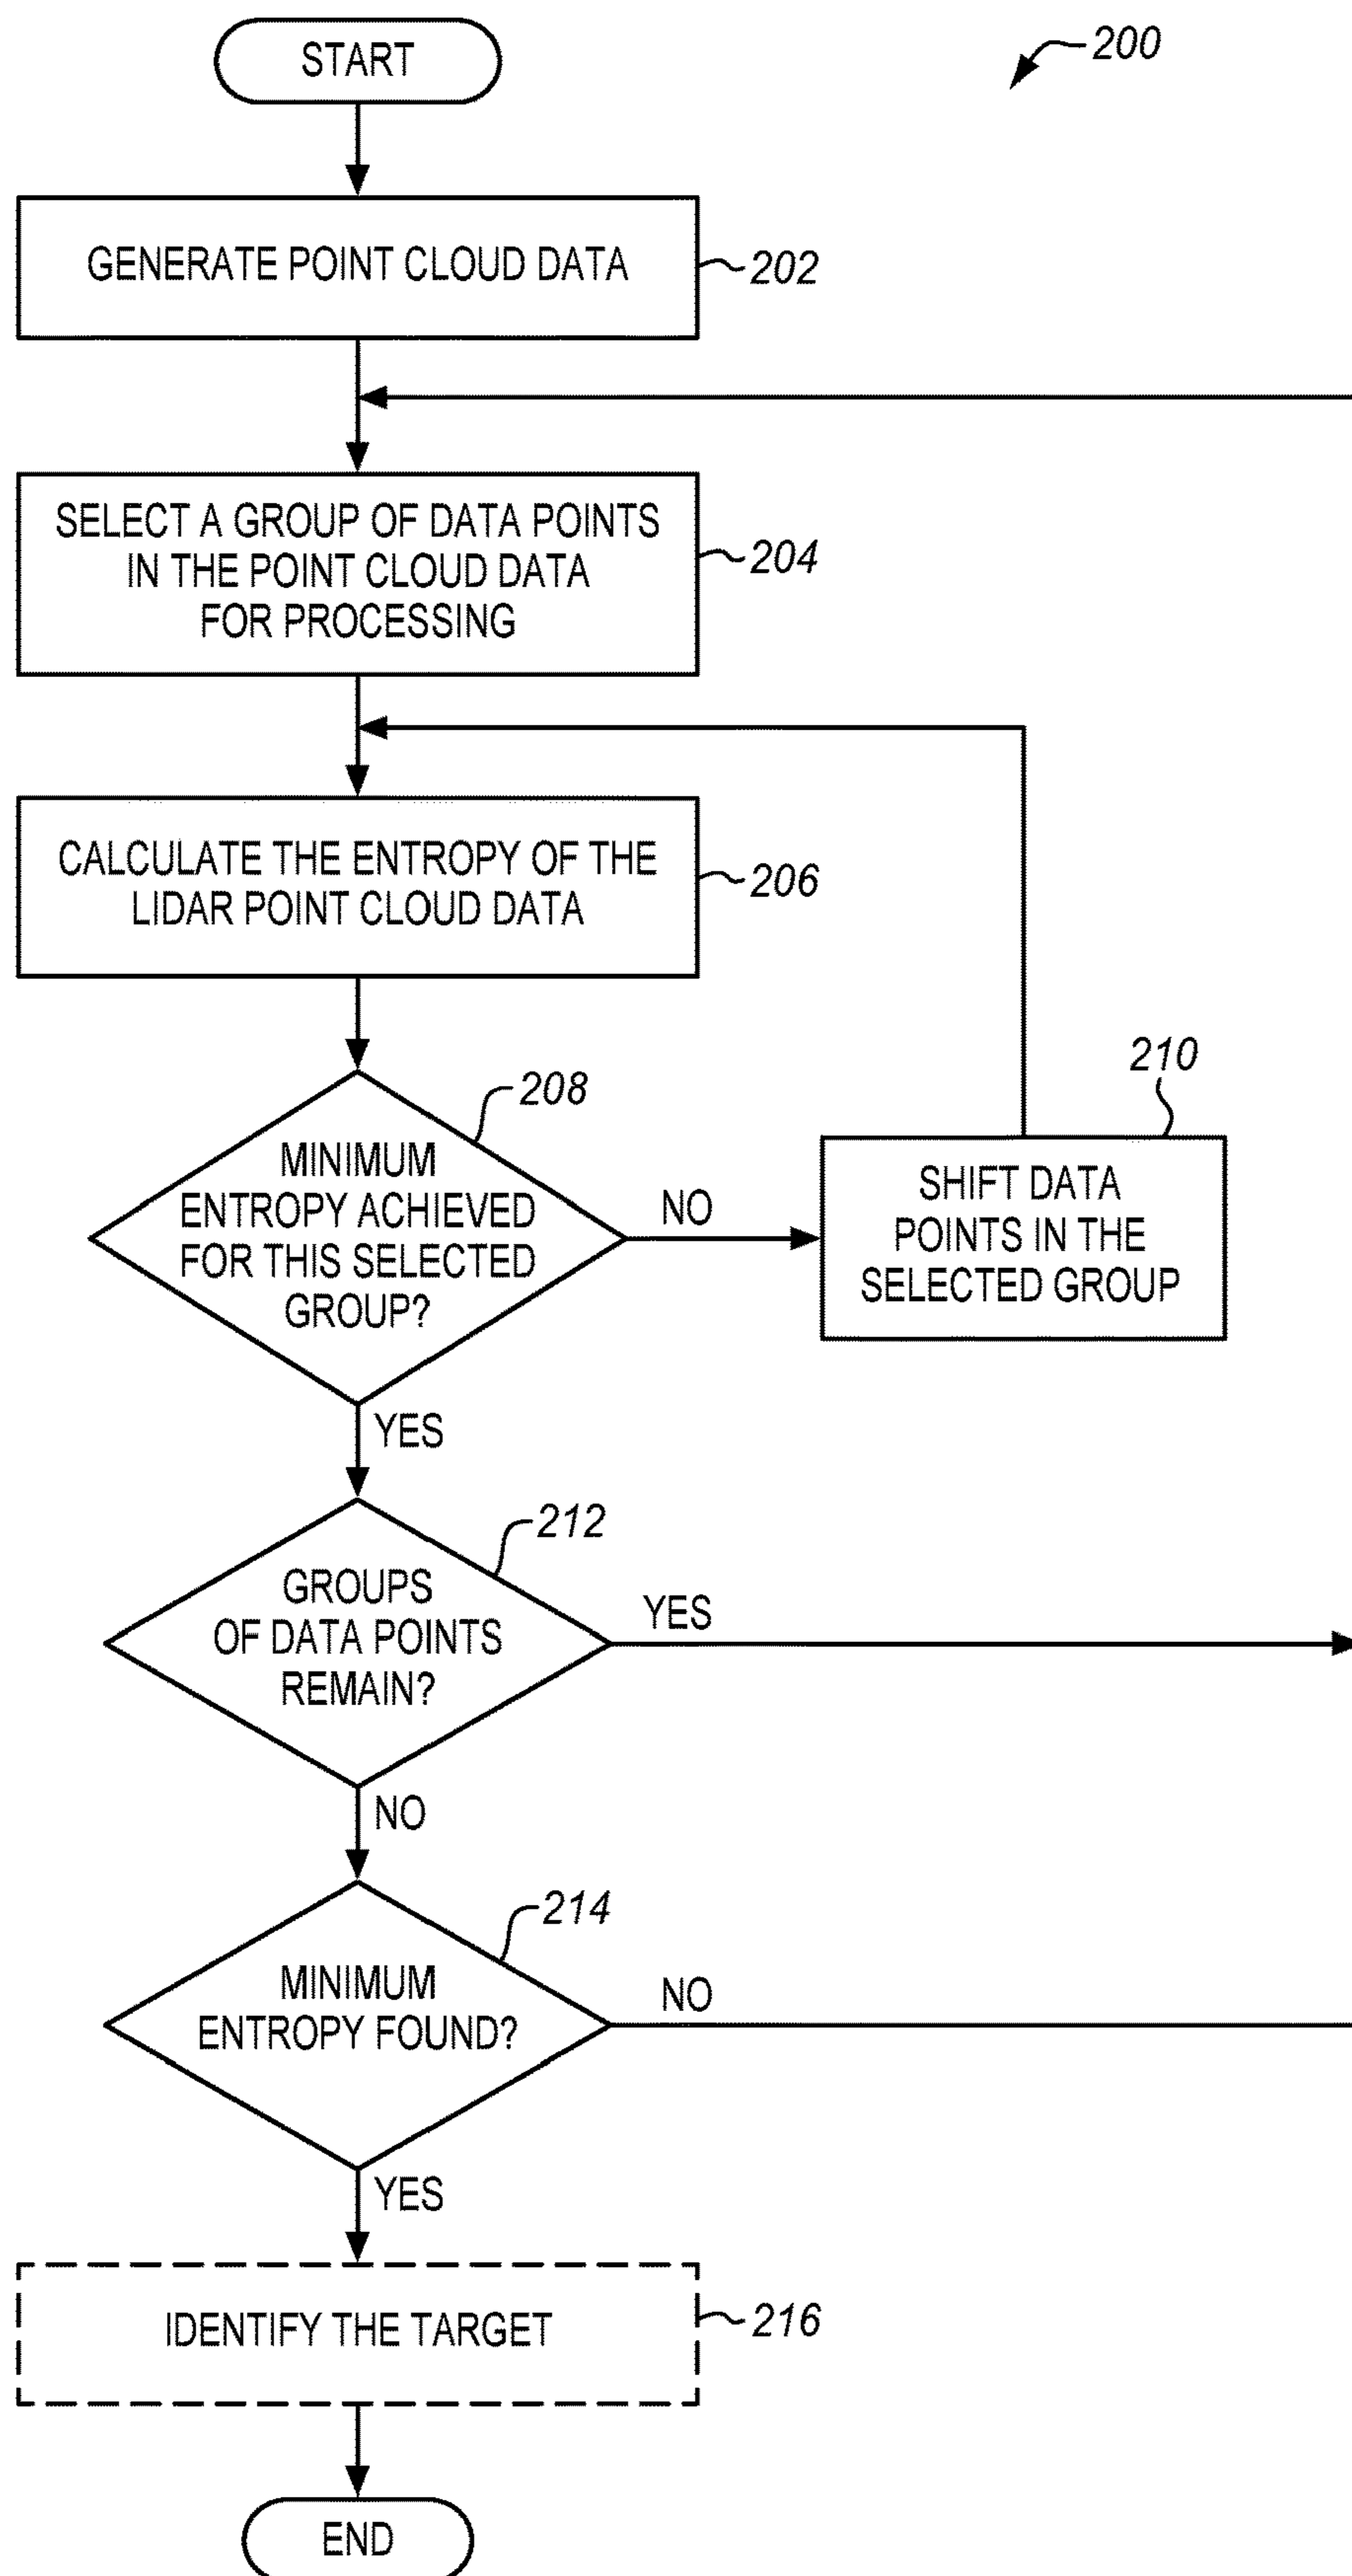 START
200
GENERATE POINT CLOUD DATA
202
SELECT A GROUP OF DATA POINTS
IN THE POINT CLOUD DATA
FOR PROCESSING
204
CALCULATE THE ENTROPY OF THE
LIDAR POINT CLOUD DATA
206
208
MINIMUM
ENTROPY ACHIEVED
FOR THIS SELECTED
GROUP?
NO
210
SHIFT DATA
POINTS IN THE
SELECTED GROUP
YES
212
GROUPS
OF DATA POINTS
REMAIN?
YES
NO
214
MINIMUM
ENTROPY FOUND?
NO
YES
IDENTIFY THE TARGET
216
END